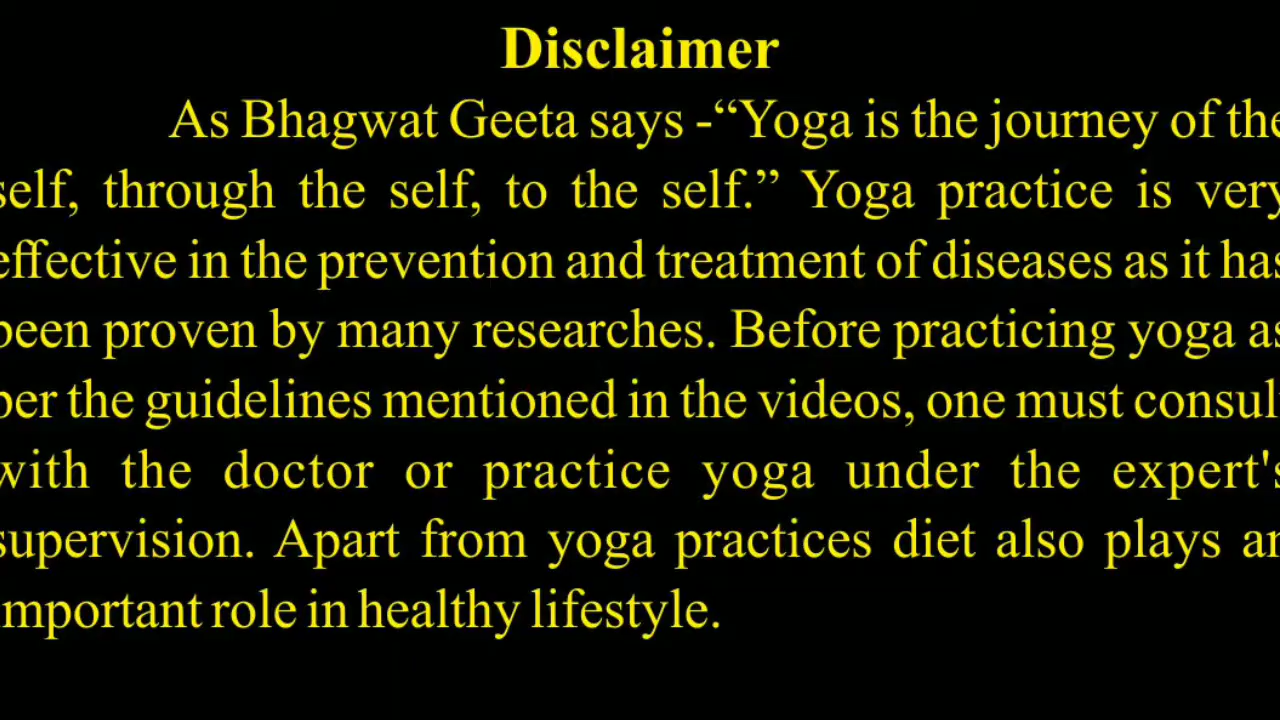 Disclaimer
As Bhagwat Geeta says -“Yoga is the journey of the
self, through the self, to the self.” Yoga practice is very
effective in the prevention and treatment of diseases as it has
been proven by many researches. Before practicing yoga as
per the guidelines mentioned in the videos, one must consult
with the doctor or practice yoga under the expert's
supervision. Apart from yoga practices diet also plays an
important role in healthy lifestyle.